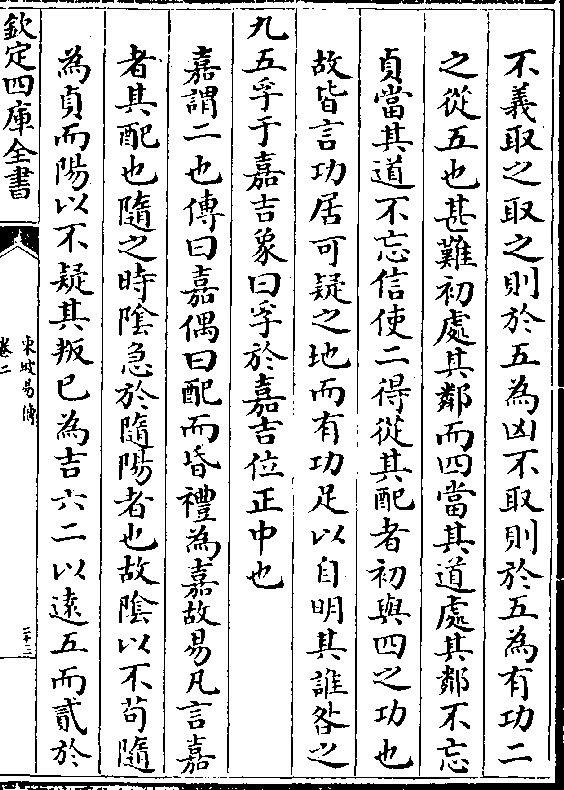 不義取之取之則於五為凶不取則於五為有功二
之從五也甚難初處其鄰而四當其道處其鄰不忘
貞當其道不忘信使二得從其配者初與四之功也
故皆言功居可疑之地而有功足以自明其誰咎之
九五孚于嘉吉象曰孚於嘉吉位正中也
嘉謂二也傳曰嘉偶曰配而昏禮為嘉故易凡言嘉
者其配也隨之時陰急於隨陽者也故陰以不苟隨
為貞而陽以不疑其叛已為吉六二以遠五而貳於
欽定四庫全書
東坡易傳
卷二
二十三